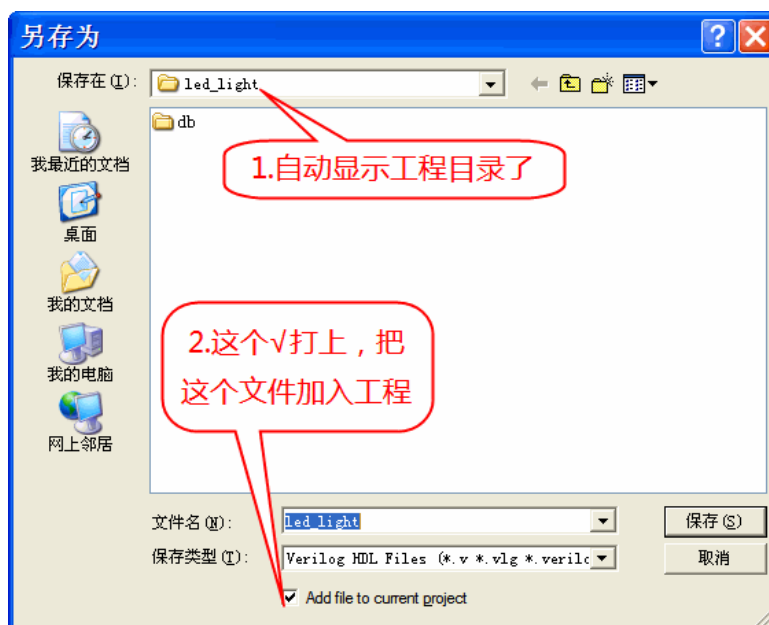 另存为
保存在(I):
led_light
db
1.自动显示工程目录了
我最近的文档
桌面
我的文档
我的电脑
网上邻居
2.这个√打上，把
这个文件加入工程
文件名(N):
led_light
保存(S)
保存类型(T):
Verilog HDL Files (*.v *.vlg *.verilc
取消
Add file to current project